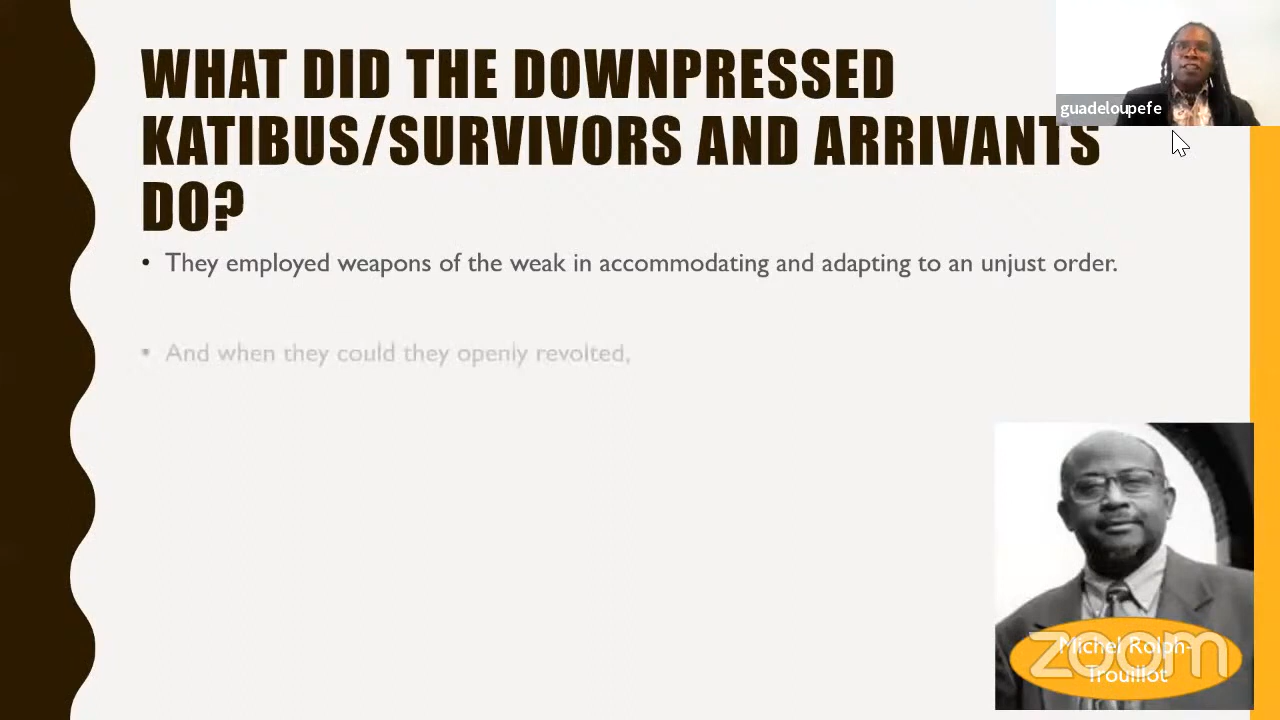 WHAT DID THE DOWNPRESSED
KATIBUS/SURVIVORS AND ARRIVANTS
DO?
guadeloupefe
• They employed weapons of the weak in accommodating and adapting to an unjust order.
• And when they could they openly revolted,
Michel Rolph-
Trouillot
zoom